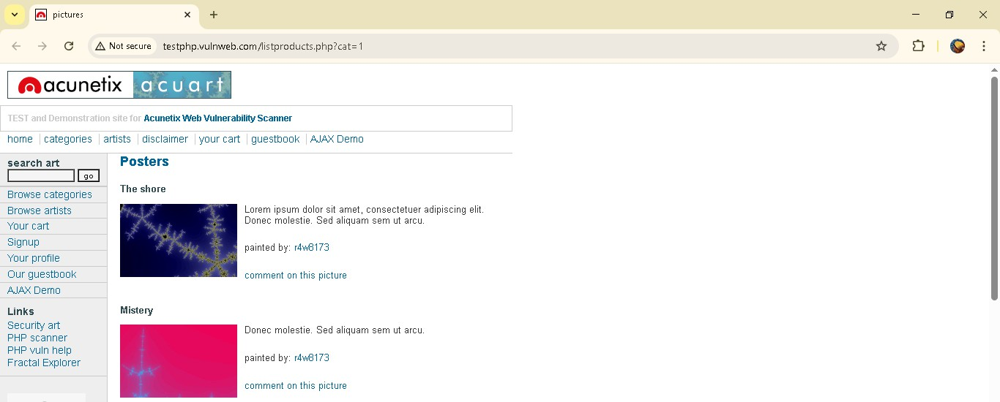 pictures
Not secure
testphp.vulnweb.com/listproducts.php?cat=1
acunetix acuart
TEST and Demonstration site for Acunetix Web Vulnerability Scanner
home categories artists disclaimer your cart guestbook AJAX Demo
search art
go
Browse categories
Browse artists
Your cart
Signup
Your profile
Our guestbook
AJAX Demo
Links
Security art
PHP scanner
PHP vuln help
Fractal Explorer
Posters
The shore
Lorem ipsum dolor sit amet, consectetuer adipiscing elit.
Donec molestie. Sed aliquam sem ut arcu.
painted by: r4w8173
comment on this picture
Mistery
Donec molestie. Sed aliquam sem ut arcu.
painted by: r4w8173
comment on this picture